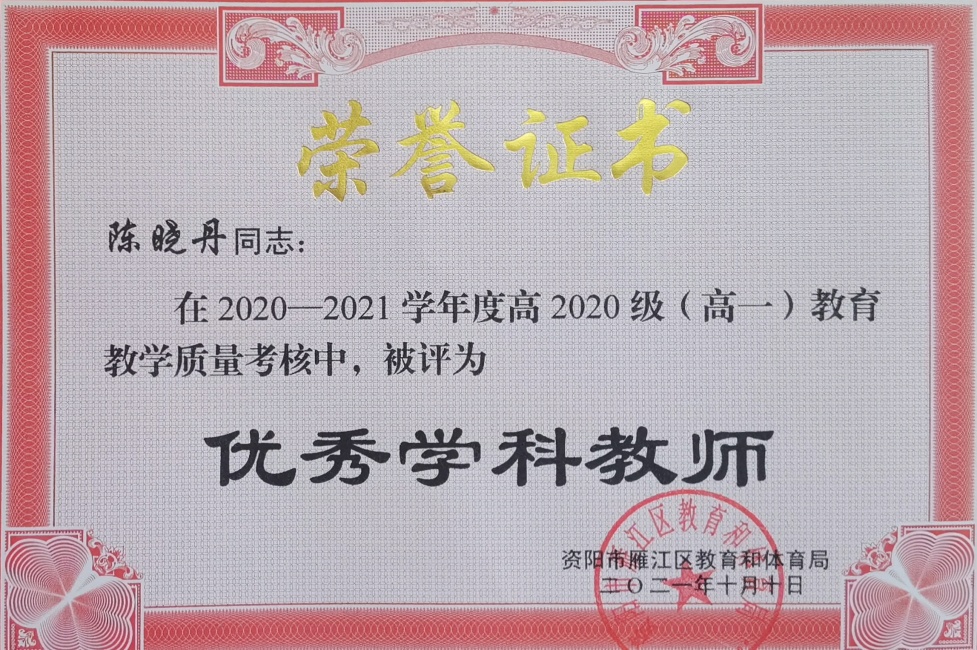 荣誉证书
陈晓丹同志：
在2020—2021学年度高2020级（高一）教育
教学质量考核中，被评为
优秀学科教师
资阳市雁江区教育和体育局
二〇二一年十月十日